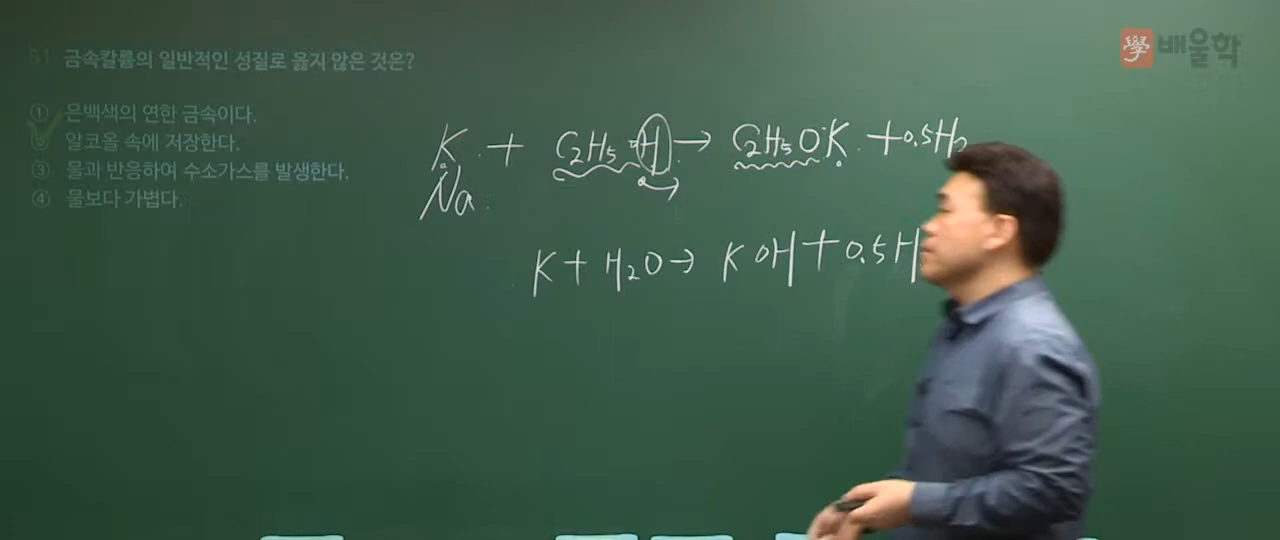 51 금속칼륨의 일반적인 성질로 옳지 않은 것은?
① 은백색의 연한 금속이다.
알코올 속에 저장한다.
③ 물과 반응하여 수소가스를 발생한다.
④ 물보다 가볍다.
學 배울학
K + C2H5OH → C2H5OK + 0.5H2
Na
K + H2O → KOH + 0.5H